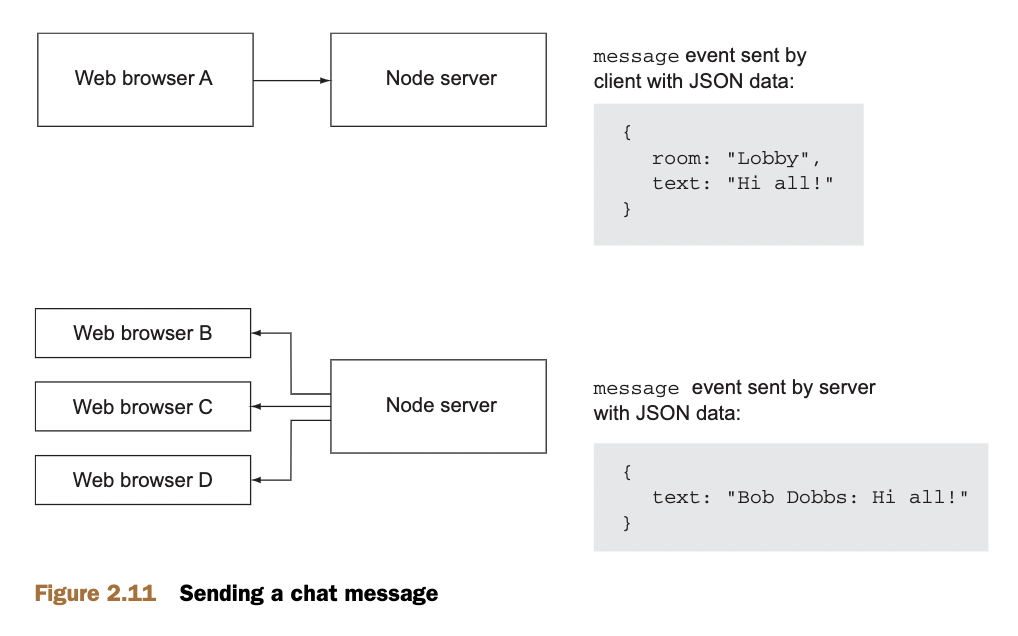 Web browser A
Node server
message event sent by
client with JSON data:
{
room: "Lobby",
text: "Hi all!"
}
Web browser B
Web browser C
Web browser D
Node server
message event sent by server
with JSON data:
{
text: "Bob Dobbs: Hi all!"
}
Figure 2.11 Sending a chat message